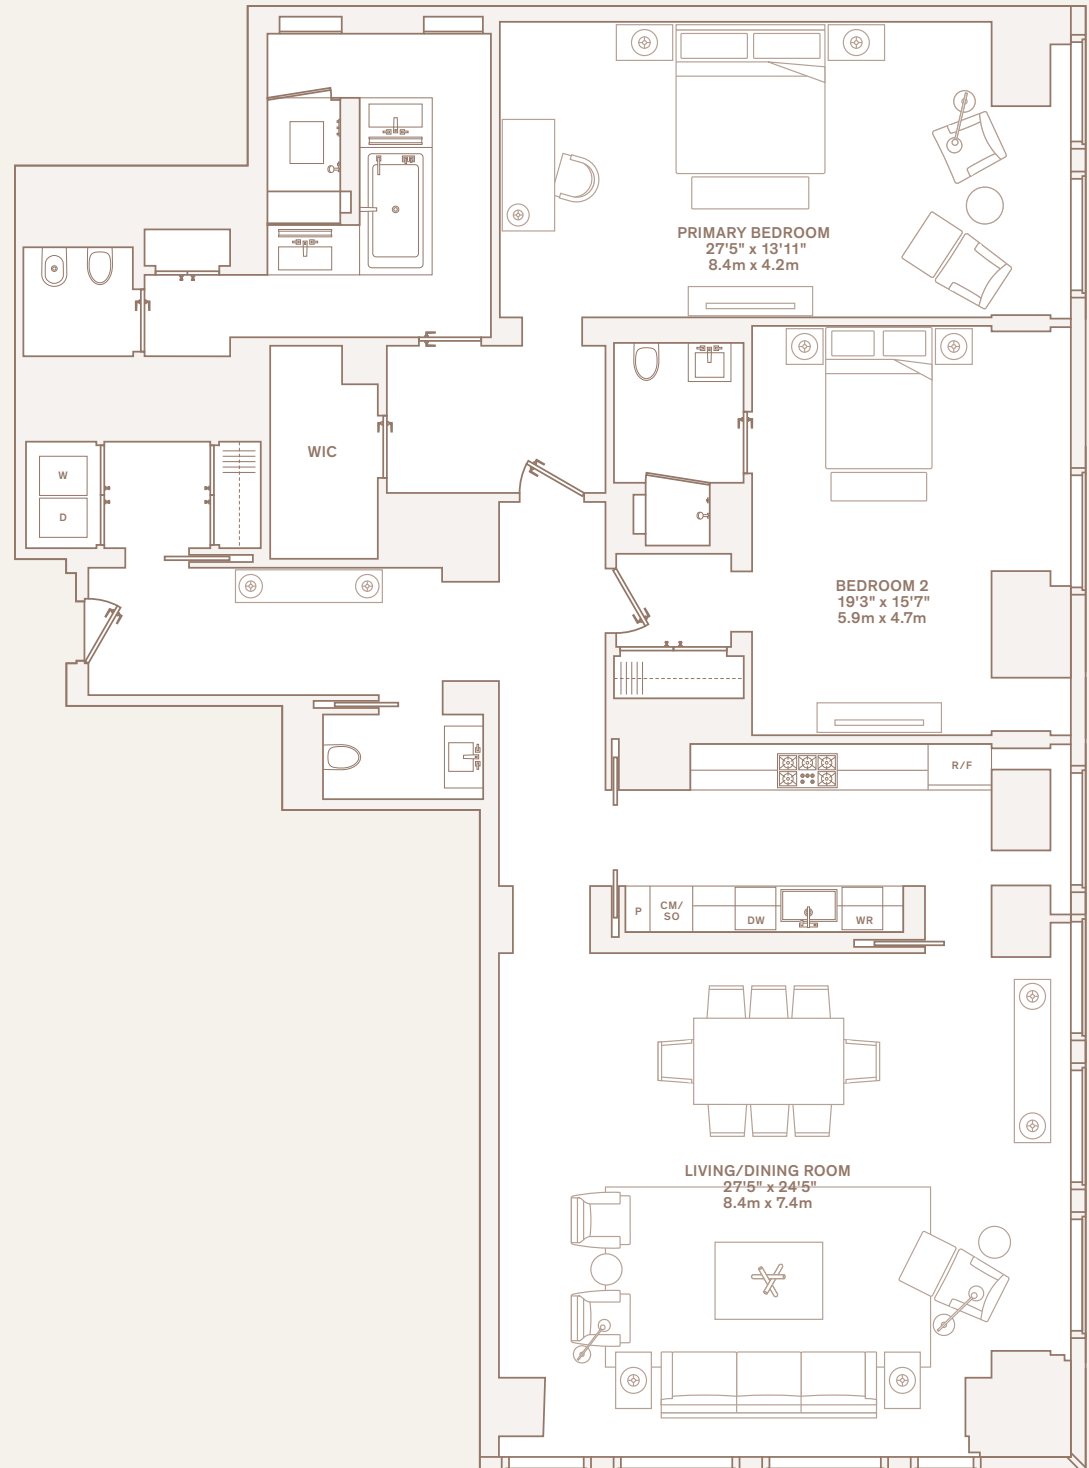 PRIMARY BEDROOM
27'5" x 13'11"
8.4m x 4.2m
WIC
W
D
BEDROOM 2
19'3" x 15'7"
5.9m x 4.7m
R/F
P
CM/
SO
DW
WR
LIVING/DINING ROOM
27'5" x 24'5"
8.4m x 7.4m